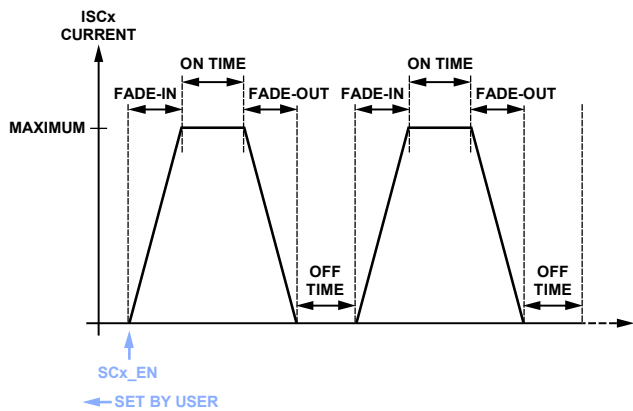 ISCx
CURRENT
ON TIME
ON TIME
FADE-IN
FADE-OUT
FADE-IN
FADE-OUT
MAXIMUM
OFF
TIME
OFF
TIME
SCx_EN
SET BY USER